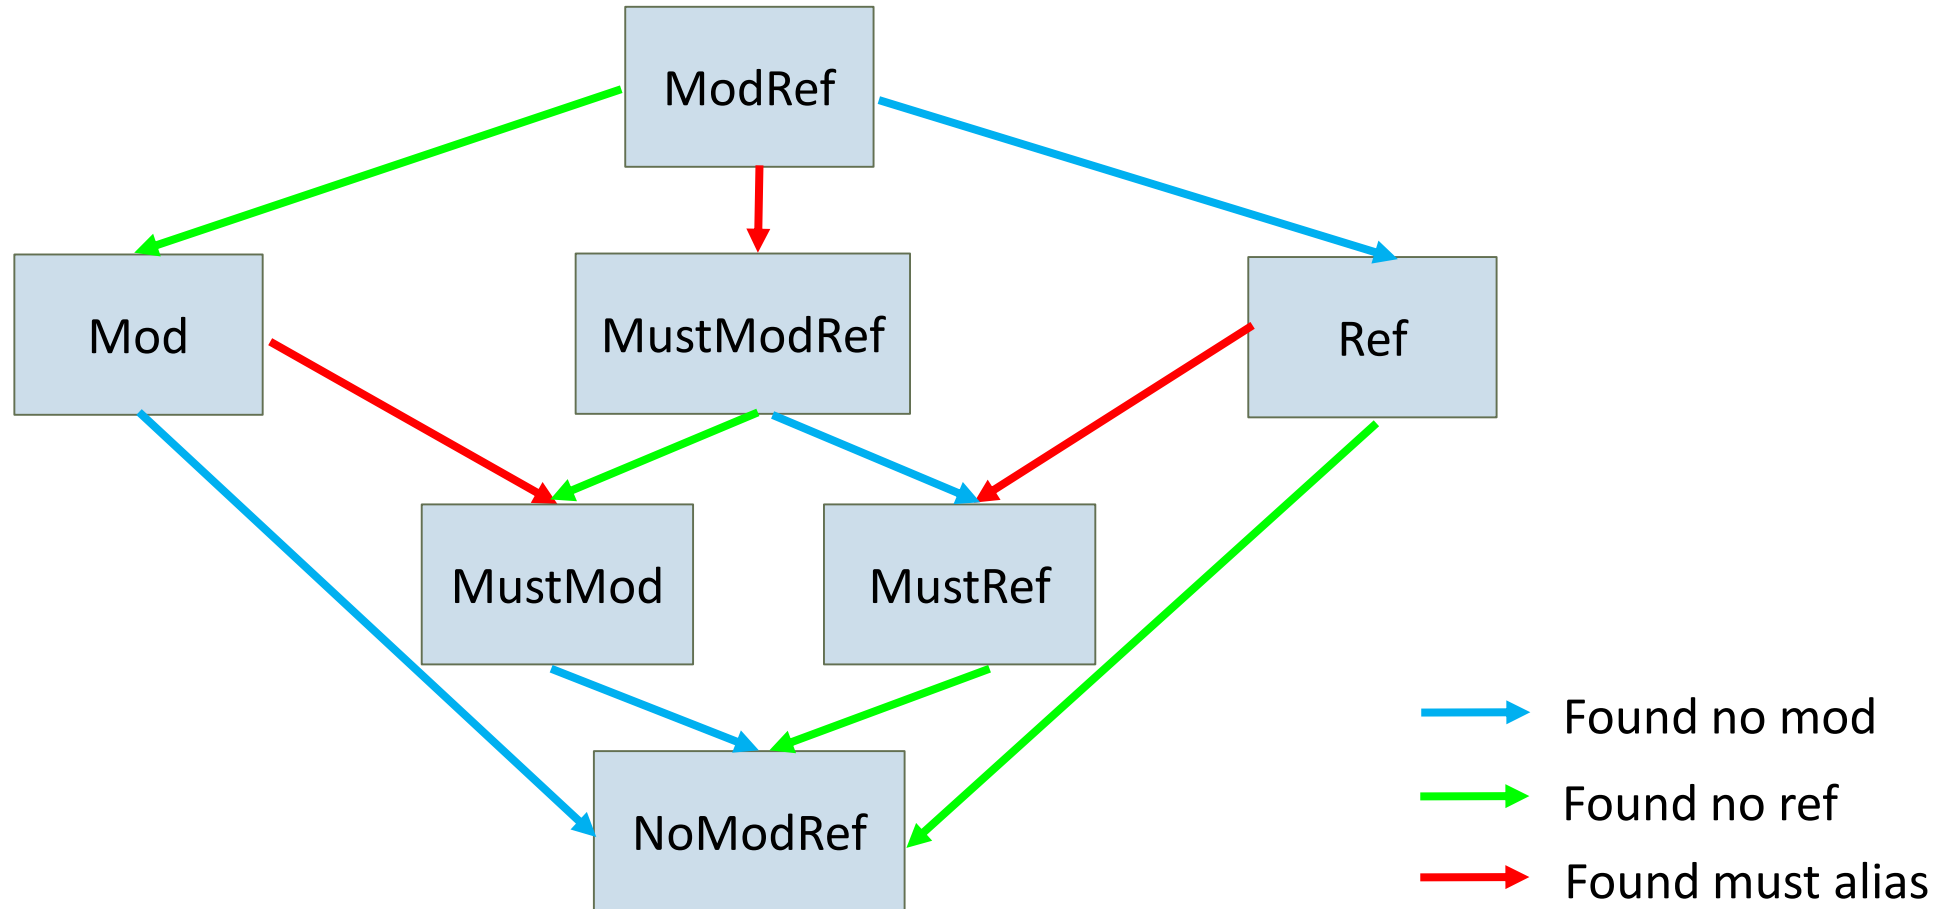 ModRef
Mod
MustModRef
Ref
MustMod
MustRef
NoModRef
Found no mod
Found no ref
Found must alias